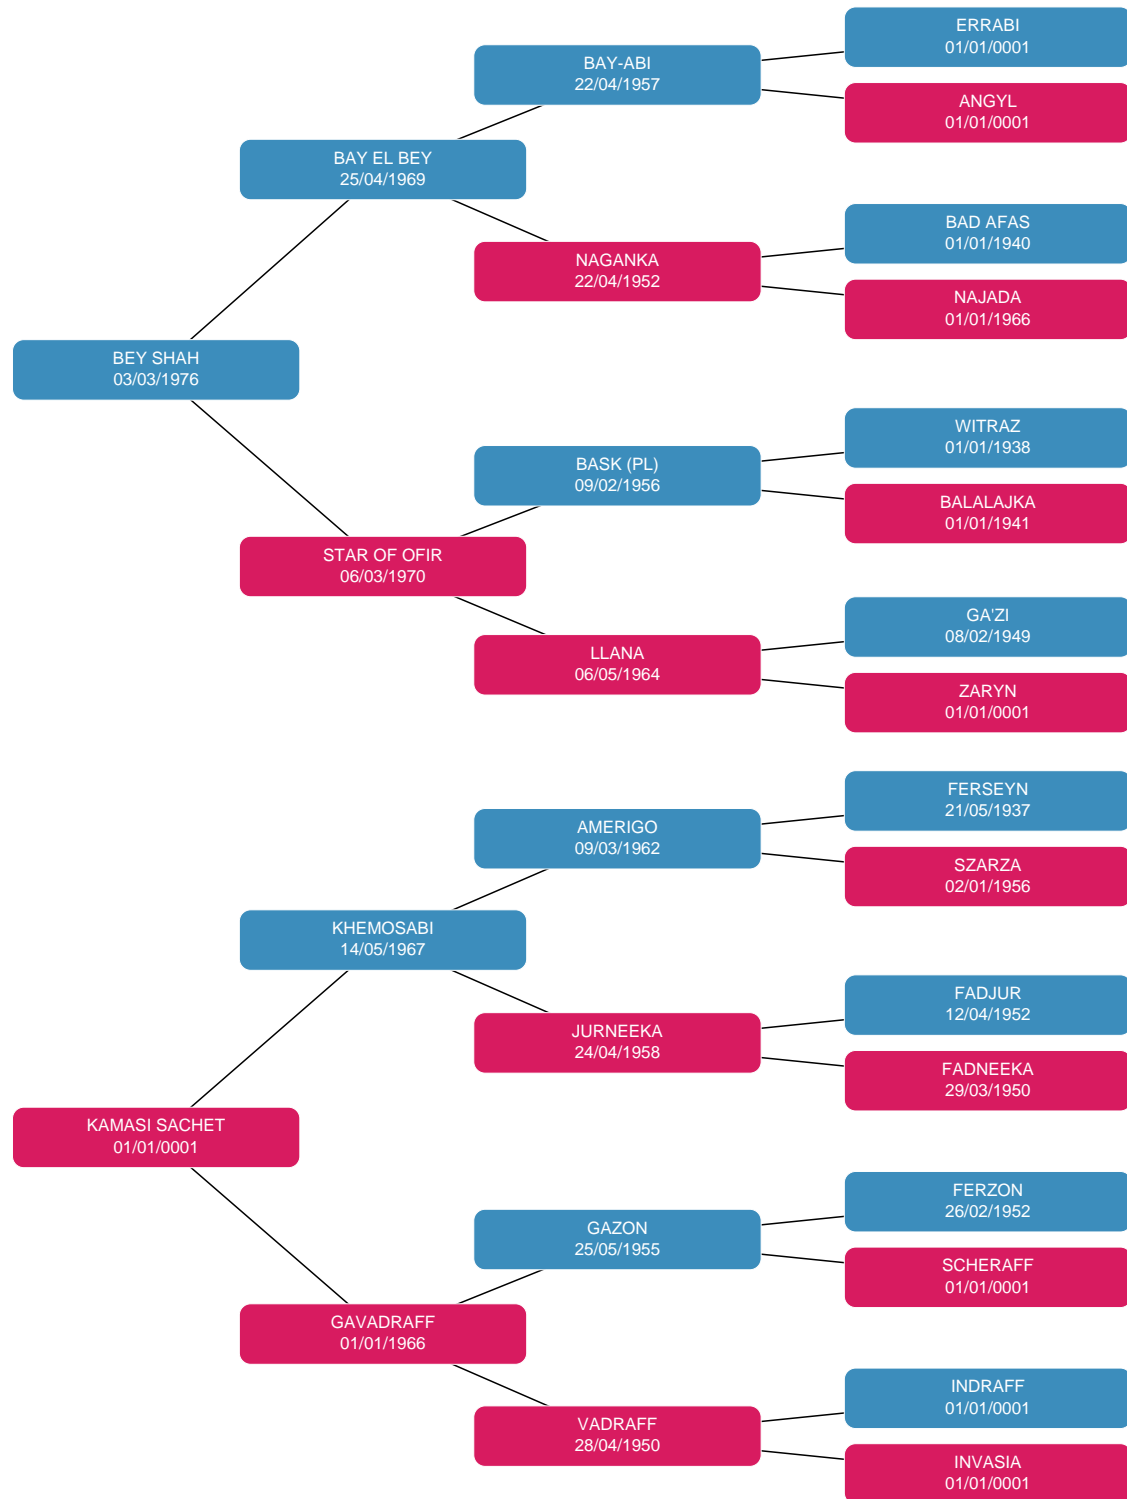 ERRABI
01/01/0001
BAY-ABI
22/04/1957
ANGYL
01/01/0001
BAY EL BEY
25/04/1969
BAD AFAS
01/01/1940
NAGANKA
22/04/1952
NAJADA
01/01/1966
BEY SHAH
03/03/1976
WITRAZ
01/01/1938
BASK (PL)
09/02/1956
BALALAJKA
01/01/1941
STAR OF OFIR
06/03/1970
GA'ZI
08/02/1949
LLANA
06/05/1964
ZARYN
01/01/0001
FERSEYN
21/05/1937
AMERIGO
09/03/1962
SZARZA
02/01/1956
KHEMOSABI
14/05/1967
FADJUR
12/04/1952
JURNEEKA
24/04/1958
FADNEEKA
29/03/1950
KAMASI SACHET
01/01/0001
FERZON
26/02/1952
GAZON
25/05/1955
SCHERAFF
01/01/0001
GAVADRAFF
01/01/1966
INDRAFF
01/01/0001
VADRAFF
28/04/1950
INVASIA
01/01/0001